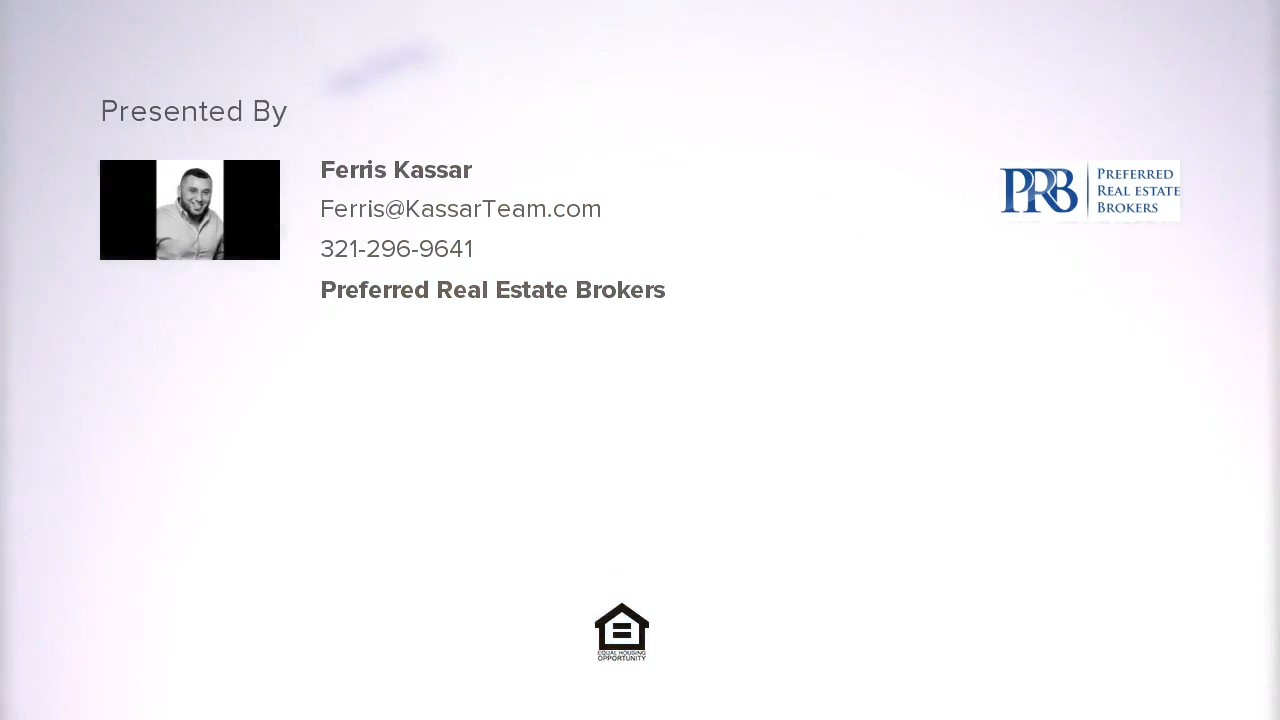 Presented By
Ferris Kassar
Ferris@KassarTeam.com
321-296-9641
Preferred Real Estate Brokers
PRB
PREFERRED
REAL ESTATE
BROKERS
EQUAL HOUSING
OPPORTUNITY